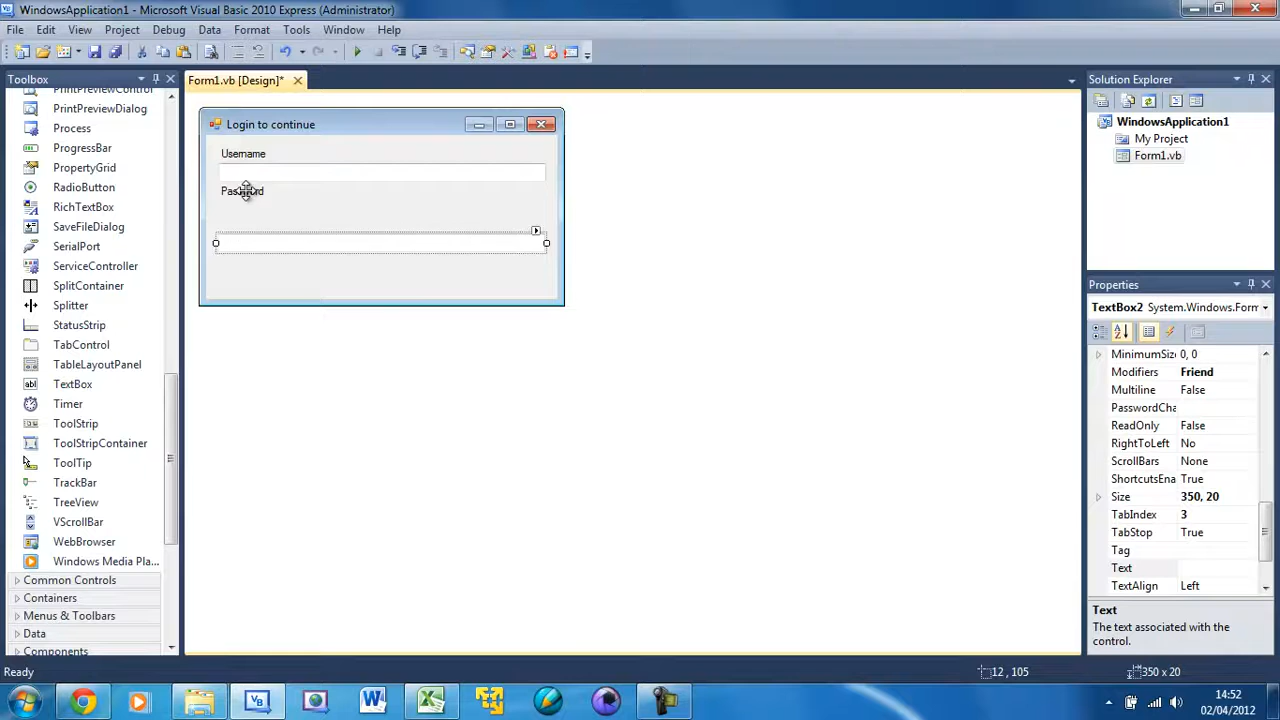 WindowsApplication1 - Microsoft Visual Basic 2010 Express (Administrator)
File Edit View Project Debug Data Format Tools Window Help
Toolbox
PrintPreviewControl
PrintPreviewDialog
Process
ProgressBar
PropertyGrid
RadioButton
RichTextBox
SaveFileDialog
SerialPort
ServiceController
SplitContainer
Splitter
StatusStrip
TabControl
TableLayoutPanel
TextBox
Timer
ToolStrip
ToolStripContainer
ToolTip
TrackBar
TreeView
VScrollBar
WebBrowser
Windows Media Pla...
Common Controls
Containers
Menus & Toolbars
Data
Components
Form1.vb [Design]*
Login to continue
Username
Password
Solution Explorer
WindowsApplication1
My Project
Form1.vb
Properties
TextBox2 System.Windows.Form
MinimumSiz 0, 0
Modifiers Friend
Multiline False
PasswordCha
ReadOnly False
RightToLeft No
ScrollBars None
ShortcutsEna True
Size 350, 20
TabIndex 3
TabStop True
Tag
Text
TextAlign Left
Text
The text associated with the
control.
Ready
12 , 105
350 x 20
14:52
02/04/2012